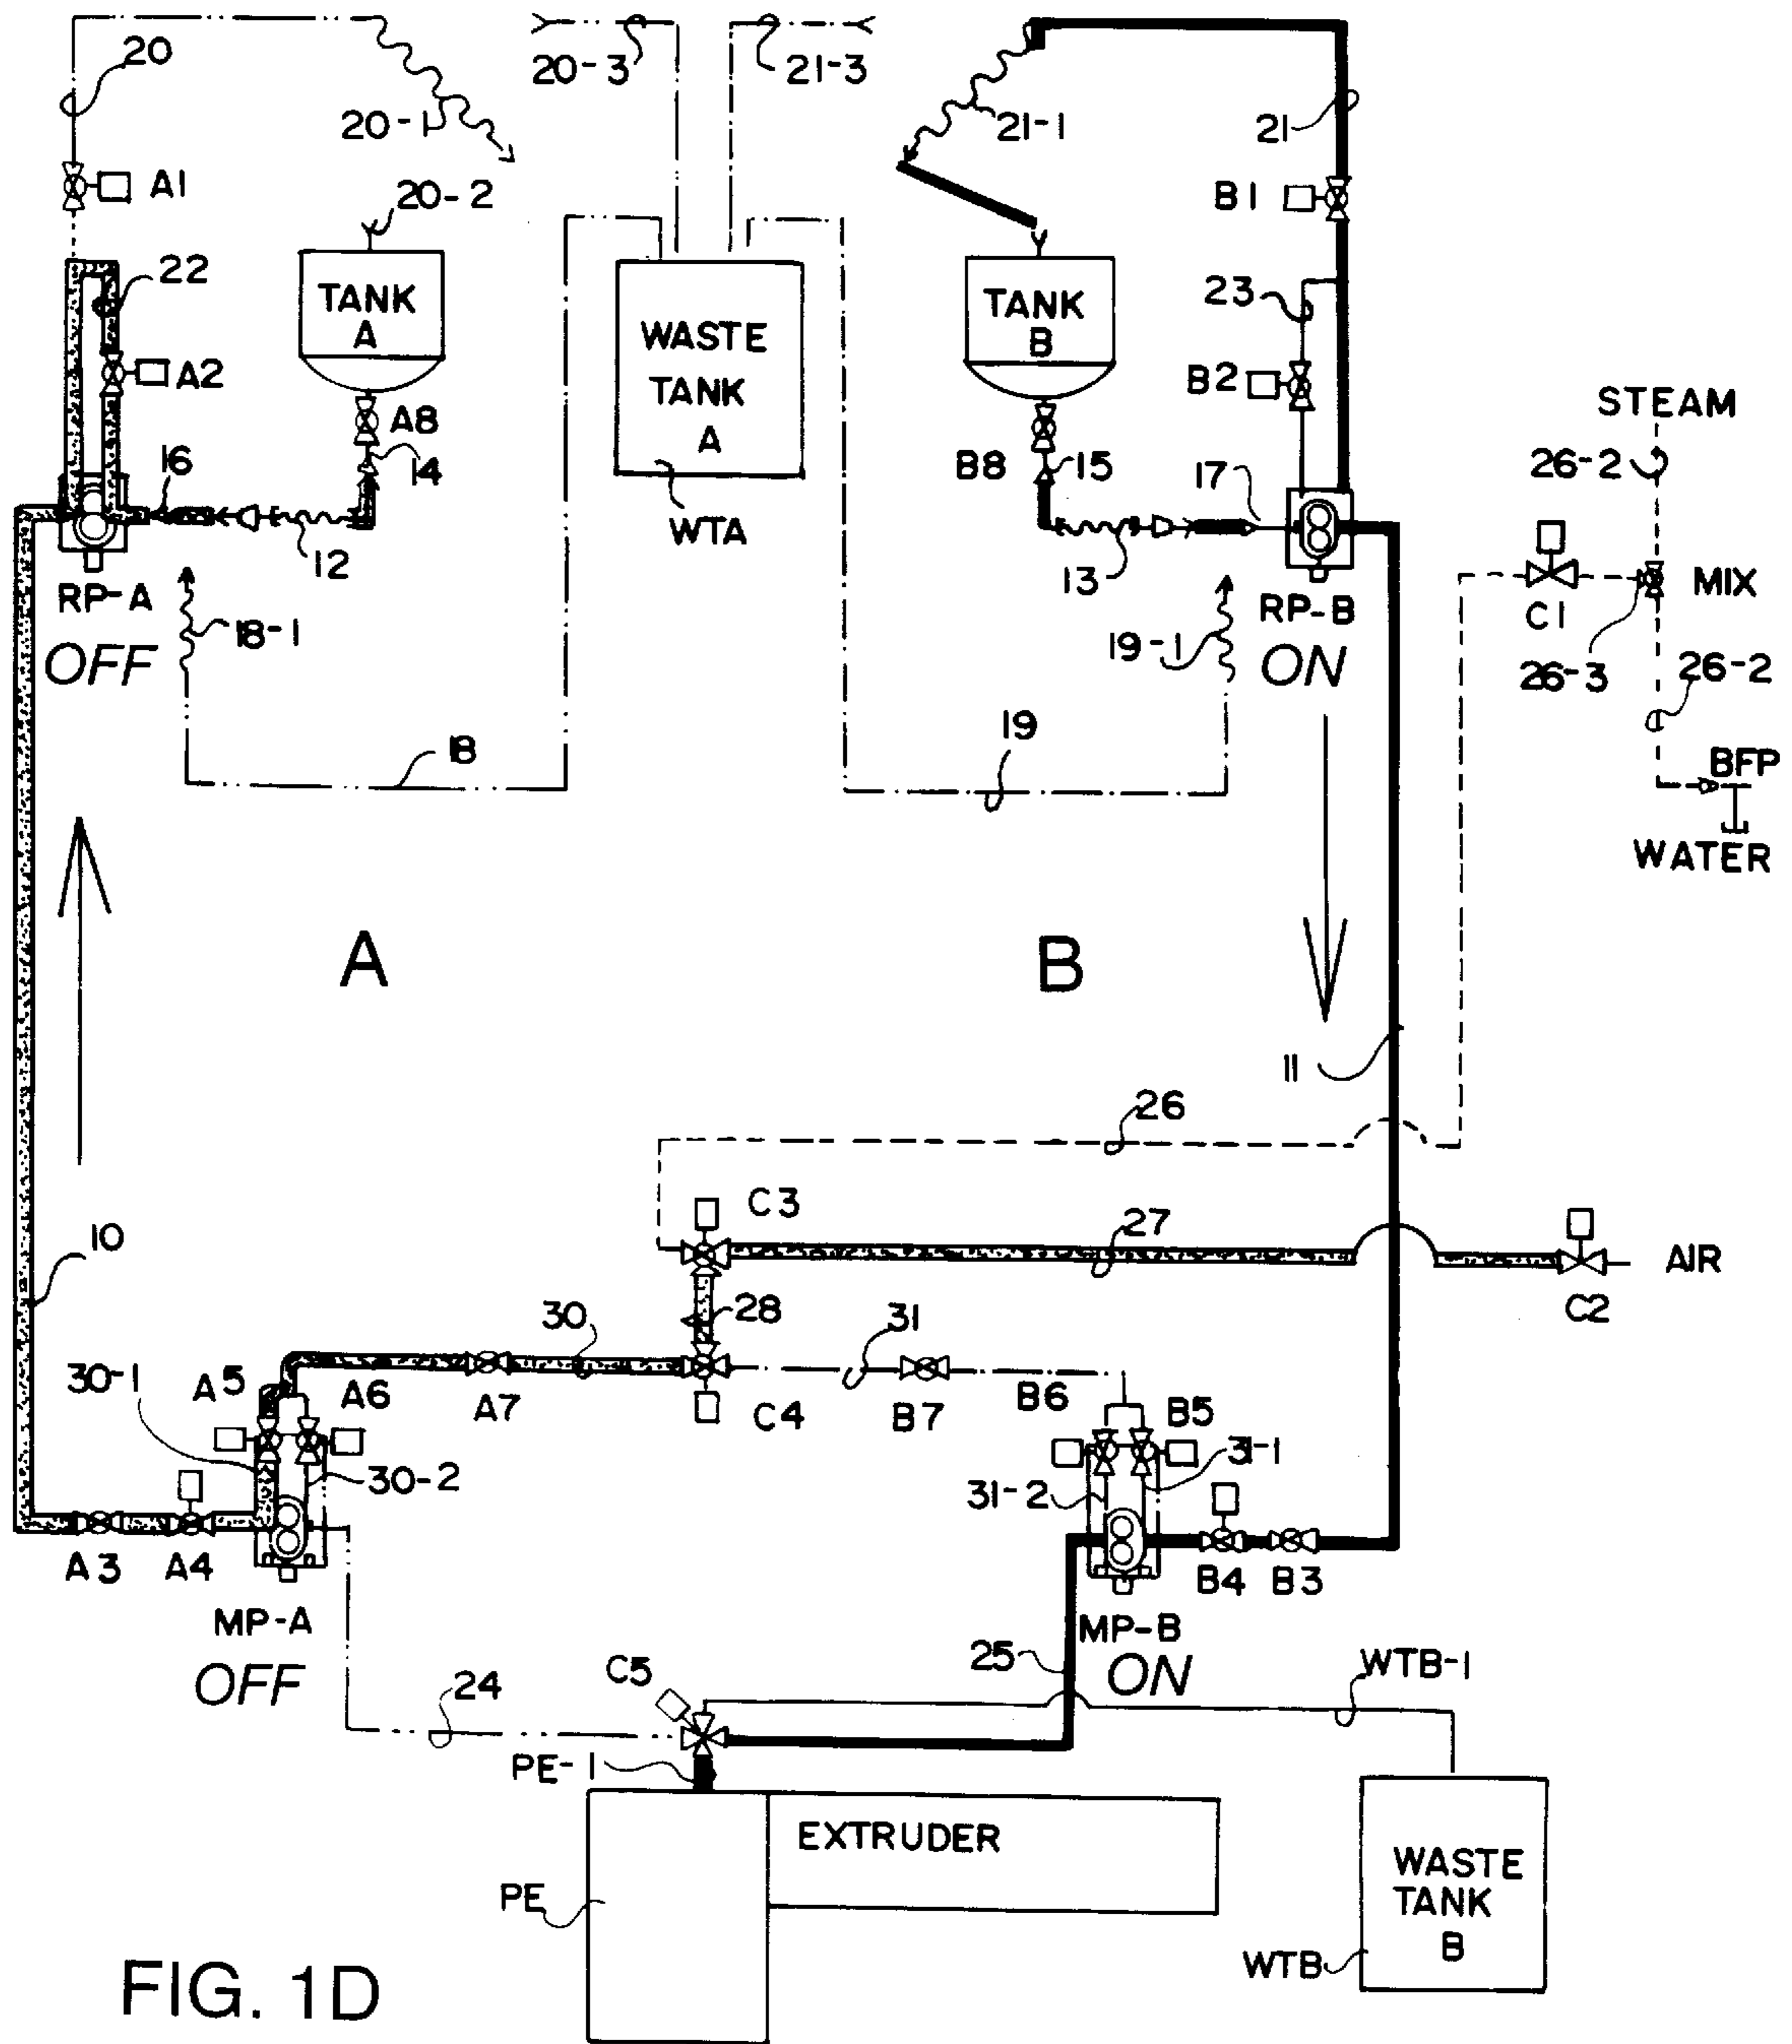 20
20-1
20-3
21-3
21-1
21
A1
20-2
B1
22
TANK
A
WASTE
TANK
A
TANK
B
23
A2
B2
STEAM
A8
14
B8
15
26-2
16
17
WTA
12
13
RP-A
RP-B
C1
MIX
18-1
19-1
OFF
ON
26-3
26-2
18
19
BFP
WATER
A
B
11
26
C3
10
27
AIR
C2
28
30
31
30-1
A5
A6
A7
C4
B7
B6
B5
31-1
30-2
31-2
A3
A4
B4
B3
MP-A
MP-B
OFF
ON
C5
25
24
WTB-1
PE-1
EXTRUDER
PE
WASTE
TANK
B
WTB
FIG. 1D